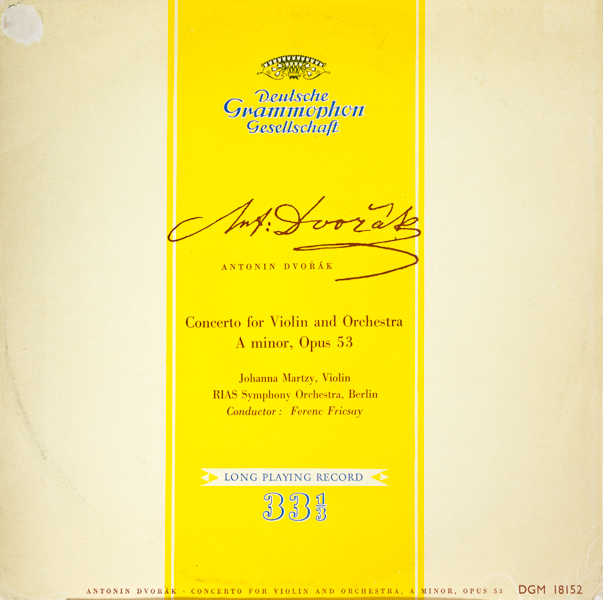 Deutsche
Grammophon
Gesellschaft
Ant: Dvořák
ANTONIN DVOŘÁK
Concerto for Violin and Orchestra
A minor, Opus 53
Johanna Martzy, Violin
RIAS Symphony Orchestra, Berlin
Conductor: Ferenc Fricsay
LONG PLAYING RECORD
33 1/3
ANTONIN DVOŘÁK · CONCERTO FOR VIOLIN AND ORCHESTRA, A MINOR, OPUS 53 DGM 18152